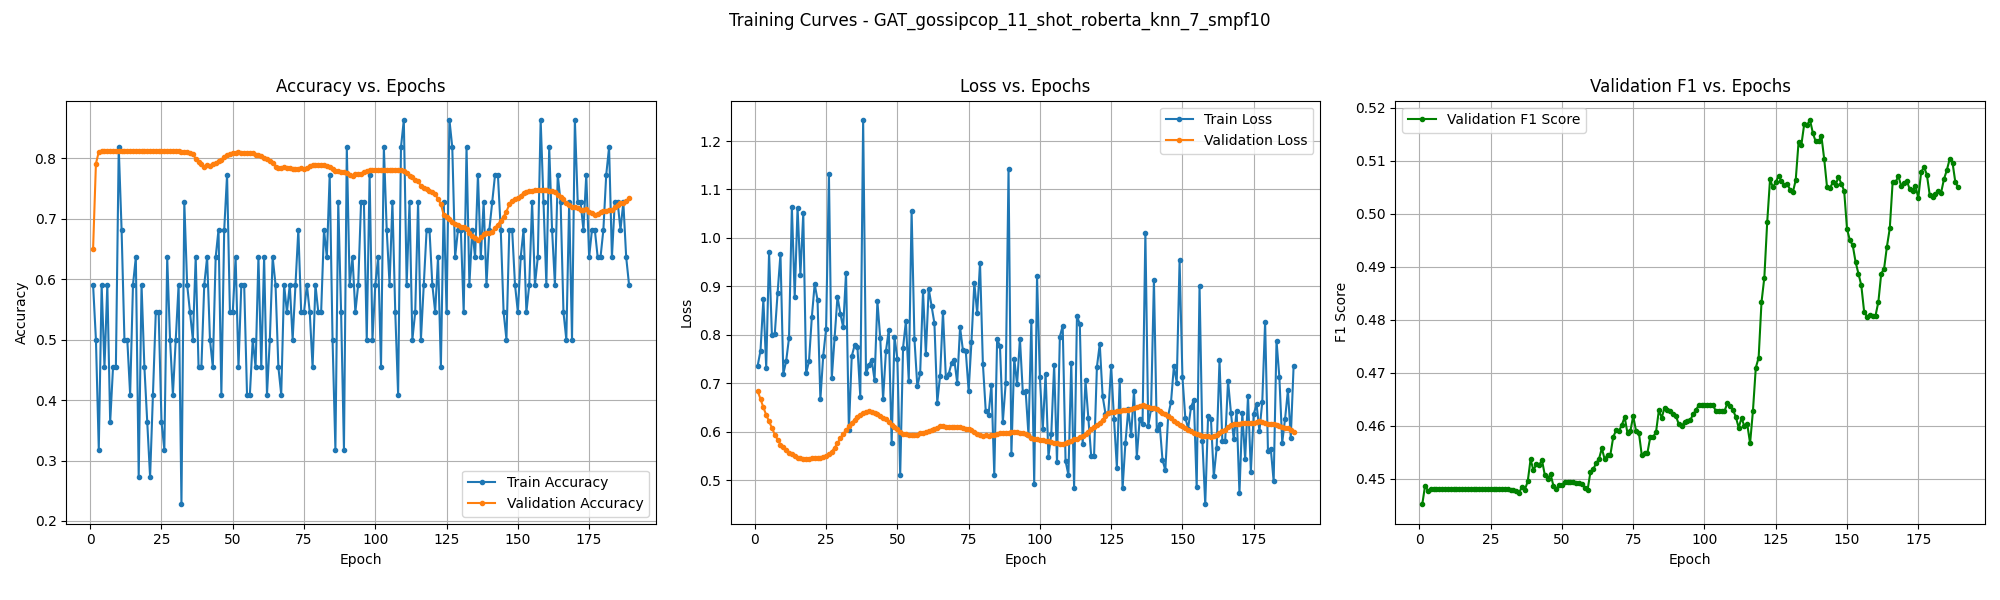 Training Curves - GAT_gossipcop_11_shot_roberta_knn_7_smpf10
Accuracy vs. Epochs
Accuracy
0.8
0.7
0.6
0.5
0.4
0.3
0.2
Train Accuracy
Validation Accuracy
0 25 50 75 100 125 150 175
Epoch
Loss vs. Epochs
Loss
Train Loss
Validation Loss
1.2
1.1
1.0
0.9
0.8
0.7
0.6
0.5
0 25 50 75 100 125 150 175
Epoch
Validation F1 vs. Epochs
F1 Score
Validation F1 Score
0.52
0.51
0.50
0.49
0.48
0.47
0.46
0.45
0 25 50 75 100 125 150 175
Epoch